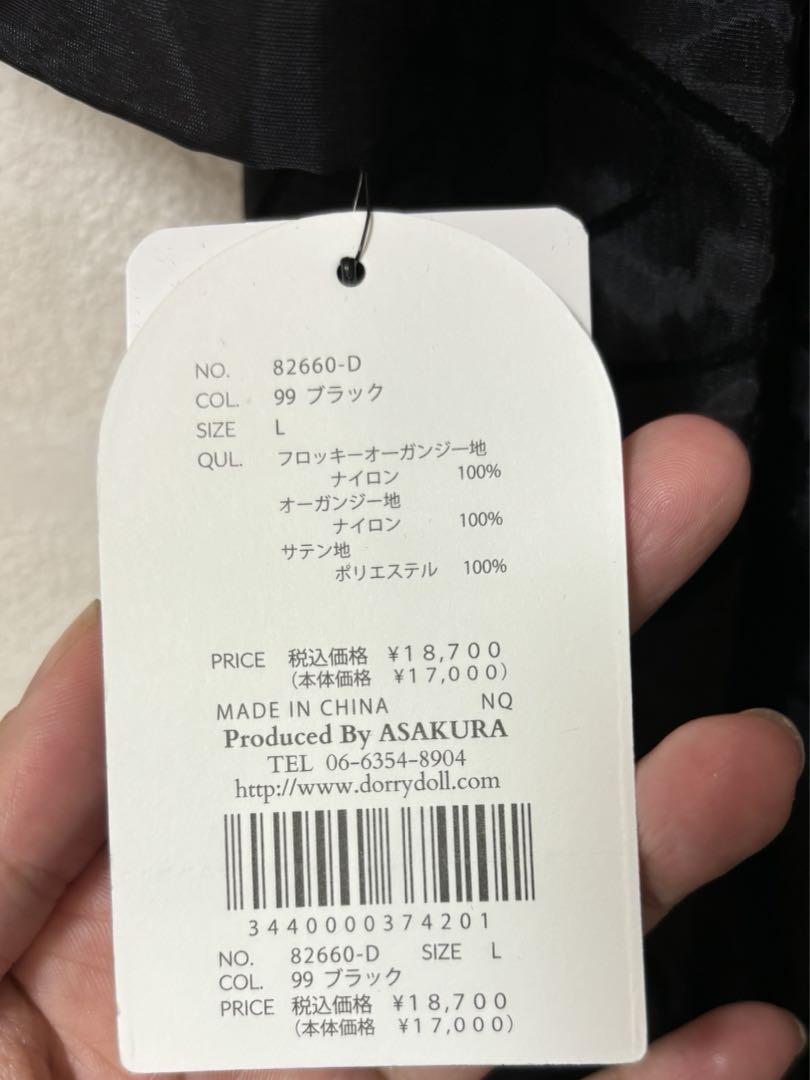 NO. 82660-D
COL. 99 ブラック
SIZE L
QUL. フロッキーオーガンジー地
ナイロン 100%
オーガンジー地
ナイロン 100%
サテン地
ポリエステル 100%
PRICE 税込価格 ¥18,700
(本体価格 ¥17,000)
MADE IN CHINA NQ
Produced By ASAKURA
TEL 06-6354-8904
http://www.dorrydoll.com
3440000374201
NO. 82660-D SIZE L
COL. 99 ブラック
PRICE 税込価格 ¥18,700
(本体価格 ¥17,000)